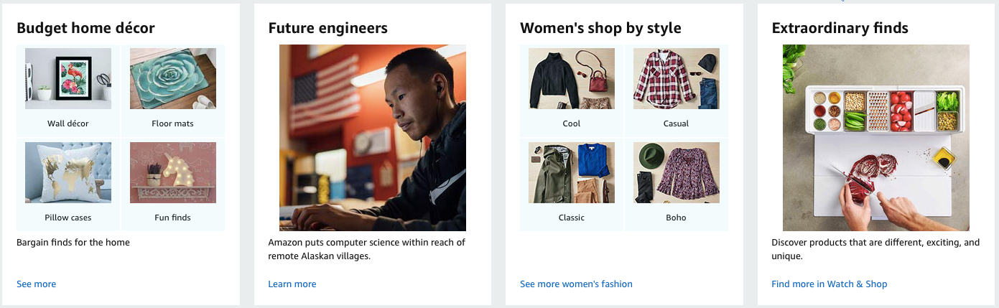 Budget home décor
Wall décor
Floor mats
Pillow cases
Fun finds
Bargain finds for the home
See more
Future engineers
Amazon puts computer science within reach of
remote Alaskan villages.
Learn more
Women's shop by style
Cool
Casual
Classic
Boho
See more women's fashion
Extraordinary finds
Discover products that are different, exciting, and
unique.
Find more in Watch & Shop